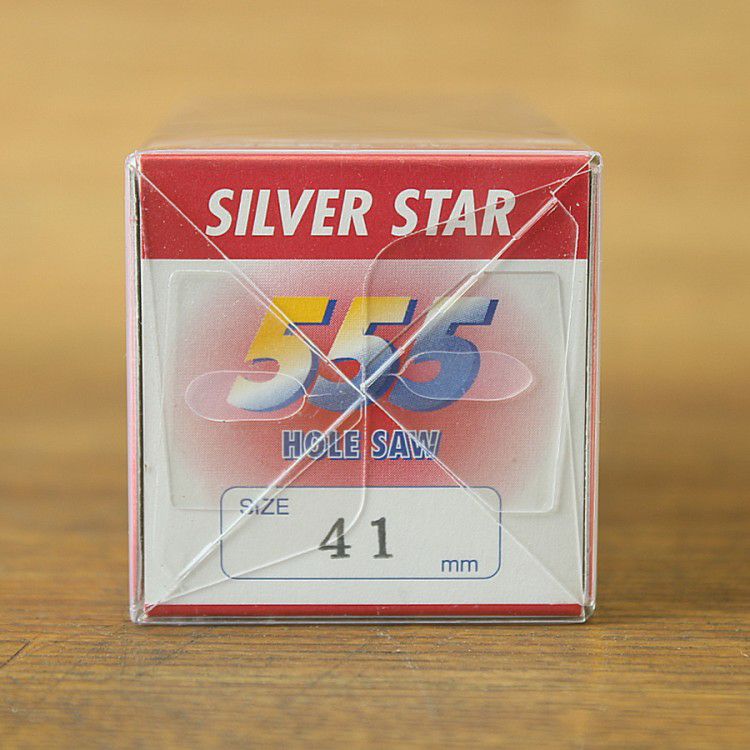 SILVER STAR
555
HOLE SAW
SIZE
41
mm